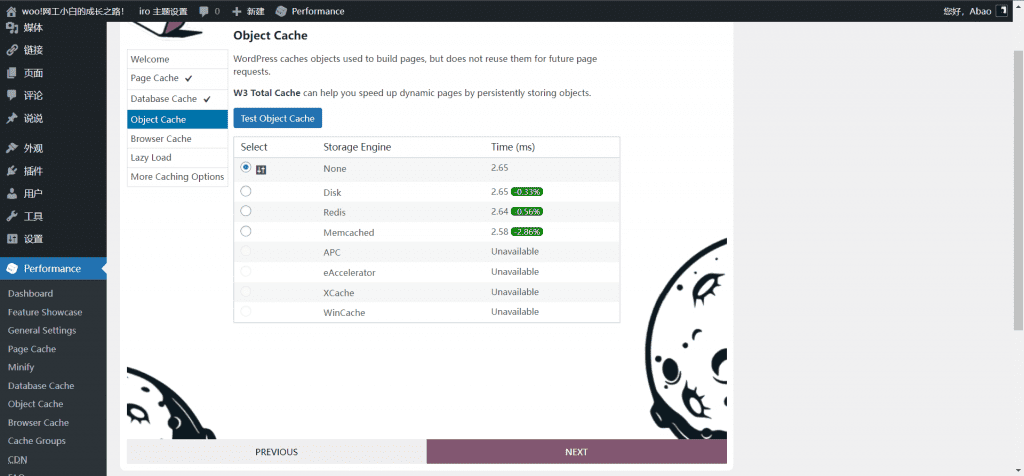 woo!网工小白的成长之路! iro 主题设置 0 新建 Performance 您好，Abao
媒体
链接
页面
评论
说说
外观
插件
用户
工具
设置
Performance
Dashboard
Feature Showcase
General Settings
Page Cache
Minify
Database Cache
Object Cache
Browser Cache
Cache Groups
CDN
Welcome
Page Cache ✓
Database Cache ✓
Object Cache
Browser Cache
Lazy Load
More Caching Options
Object Cache
WordPress caches objects used to build pages, but does not reuse them for future page
requests.
W3 Total Cache can help you speed up dynamic pages by persistently storing objects.
Test Object Cache
Select Storage Engine Time (ms)
None 2.65
Disk 2.65 -0.33%
Redis 2.64 -0.56%
Memcached 2.58 -2.86%
APC Unavailable
eAccelerator Unavailable
XCache Unavailable
WinCache Unavailable
PREVIOUS NEXT